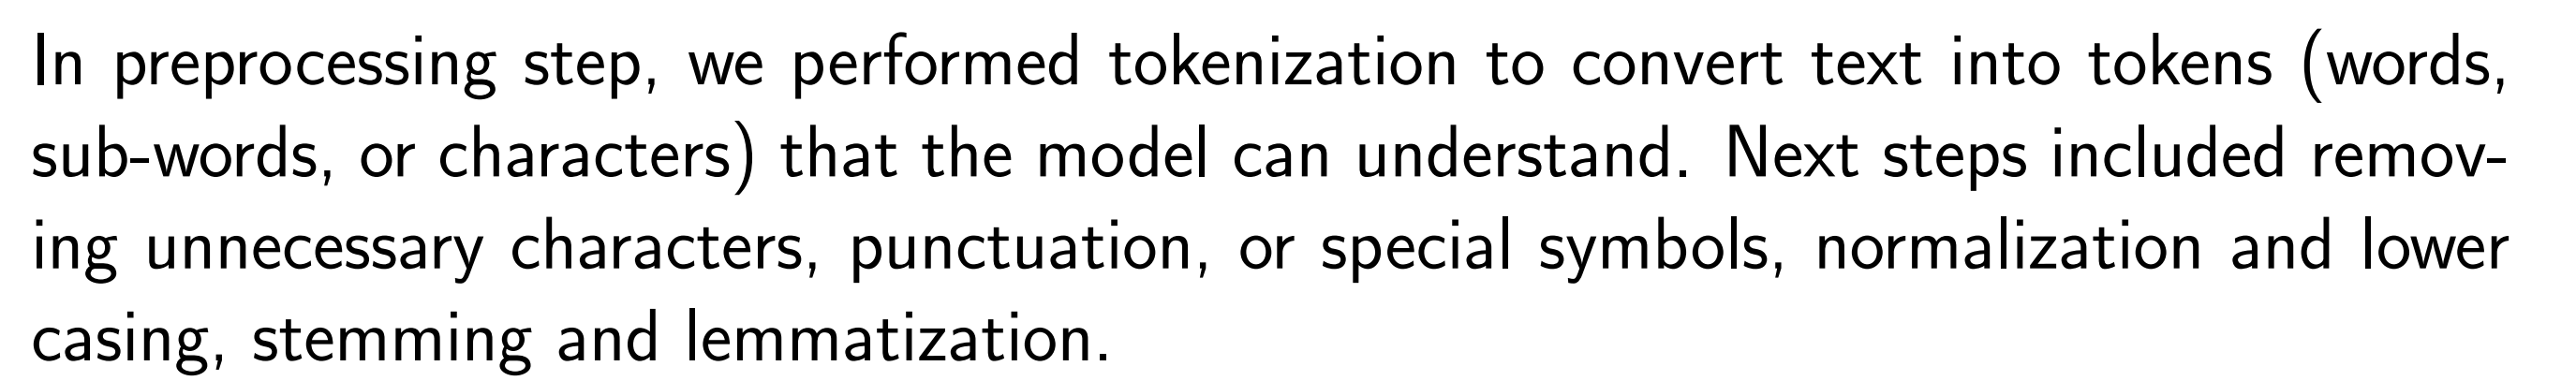 In preprocessing step, we performed tokenization to convert text into tokens (words,
sub-words, or characters) that the model can understand. Next steps included remov-
ing unnecessary characters, punctuation, or special symbols, normalization and lower
casing, stemming and lemmatization.